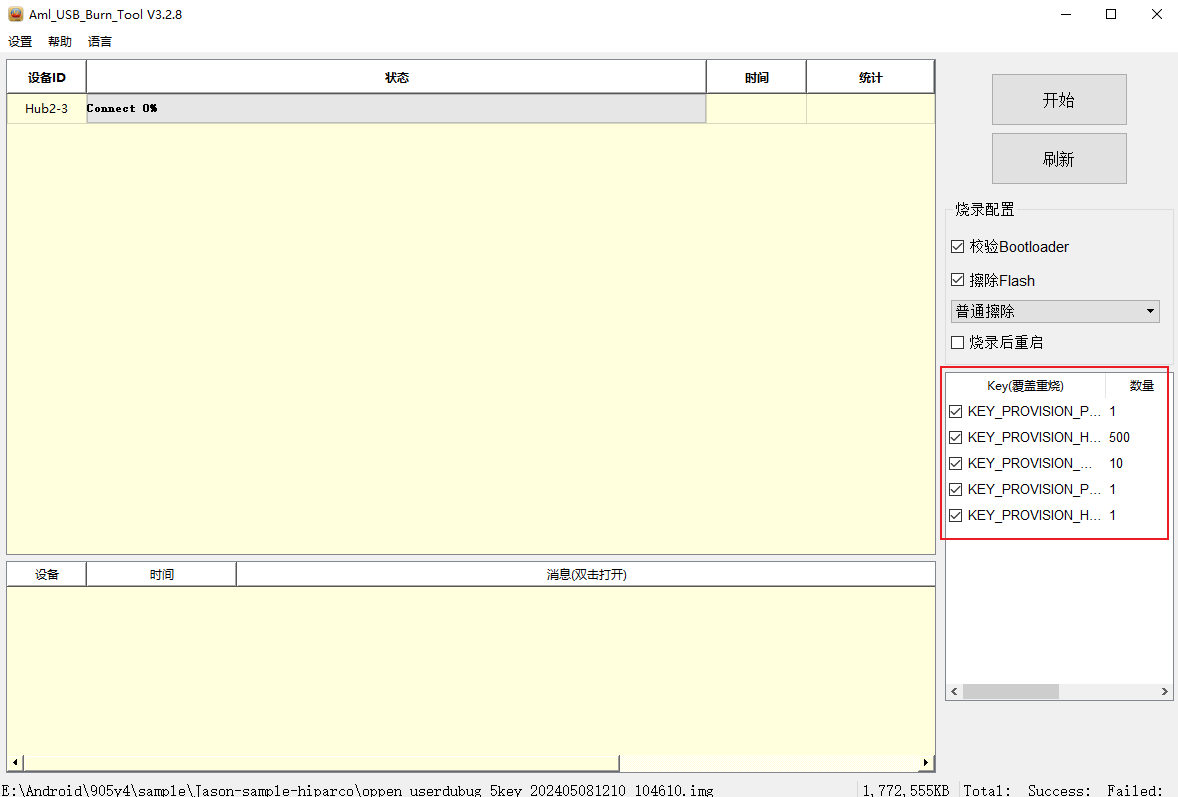 Aml_USB_Burn_Tool V3.2.8
设置 帮助 语言
设备ID 状态 时间 统计
Hub2-3 Connect 0%
开始
刷新
烧录配置
校验Bootloader
擦除Flash
普通擦除
烧录后重启
Key(覆盖重烧) 数量
KEY_PROVISION_P... 1
KEY_PROVISION_H... 500
KEY_PROVISION_... 10
KEY_PROVISION_P... 1
KEY_PROVISION_H... 1
设备 时间 消息(双击打开)
E:\Android\905y4\sample\Jason-sample-hiparco\oppen_userdubug_5key_202405081210_104610.img 1,772,555KB Total: Success: Failed: